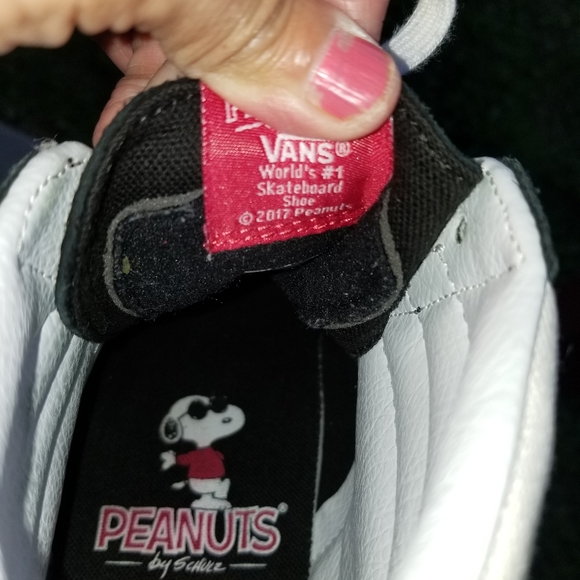 VANS®
World's #1
Skateboard
Shoe
© 2017 Peanuts
PEANUTS®
by SCHULZ